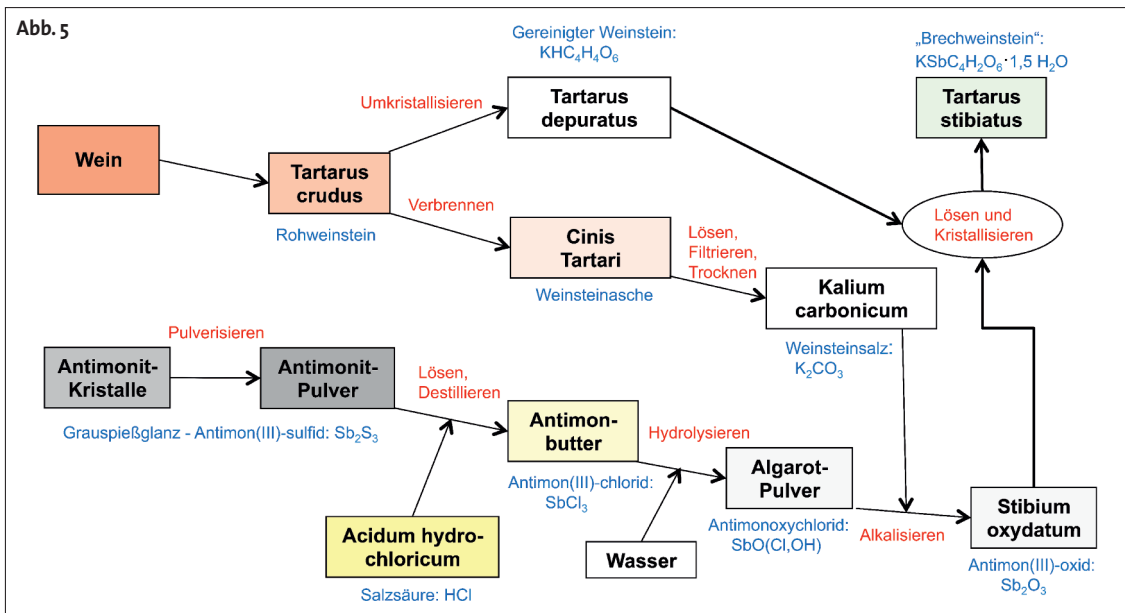 Abb. 5
Gereinigter Weinstein:
KHC₄H₄O₆
„Brechweinstein“:
KSbC₄H₂O₆·1,5 H₂O
Umkristallisieren
Tartarus
depuratus
Tartarus
stibiatus
Wein
Tartarus
crudus
Rohweinstein
Verbrennen
Cinis
Tartari
Weinsteinasche
Lösen,
Filtrieren,
Trocknen
Lösen und
Kristallisieren
Kalium
carbonicum
Weinsteinsalz:
K₂CO₃
Pulverisieren
Antimonit-
Kristalle
Antimonit-
Pulver
Grauspießglanz - Antimon(III)-sulfid: Sb₂S₃
Lösen,
Destillieren
Antimon-
butter
Antimon(III)-chlorid:
SbCl₃
Hydrolysieren
Algarot-
Pulver
Antimonoxychlorid:
SbO(Cl,OH)
Alkalisieren
Stibium
oxydatum
Antimon(III)-oxid:
Sb₂O₃
Acidum hydro-
chloricum
Salzsäure: HCl
Wasser